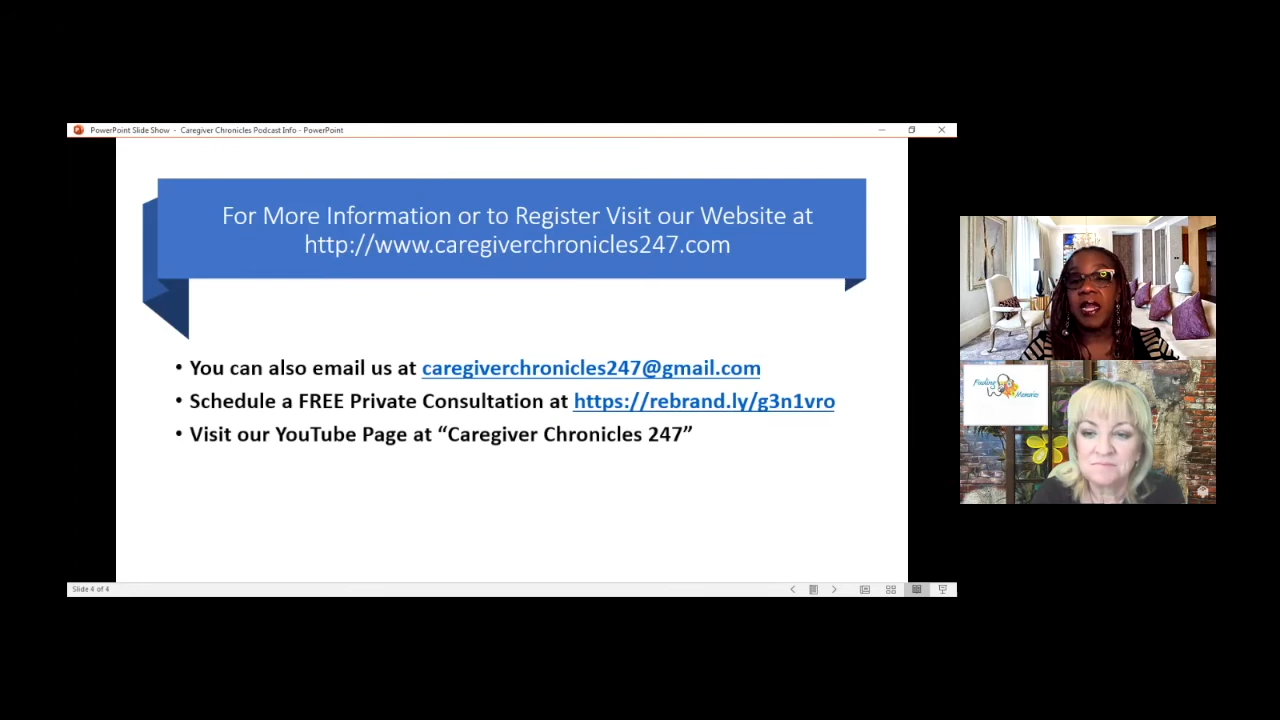 PowerPoint Slide Show - Caregiver Chronicles Podcast Info - PowerPoint
For More Information or to Register Visit our Website at
http://www.caregiverchronicles247.com
• You can also email us at caregiverchronicles247@gmail.com
• Schedule a FREE Private Consultation at https://rebrand.ly/g3n1vro
• Visit our YouTube Page at “Caregiver Chronicles 247”
Finding
Memories
Slide 4 of 4